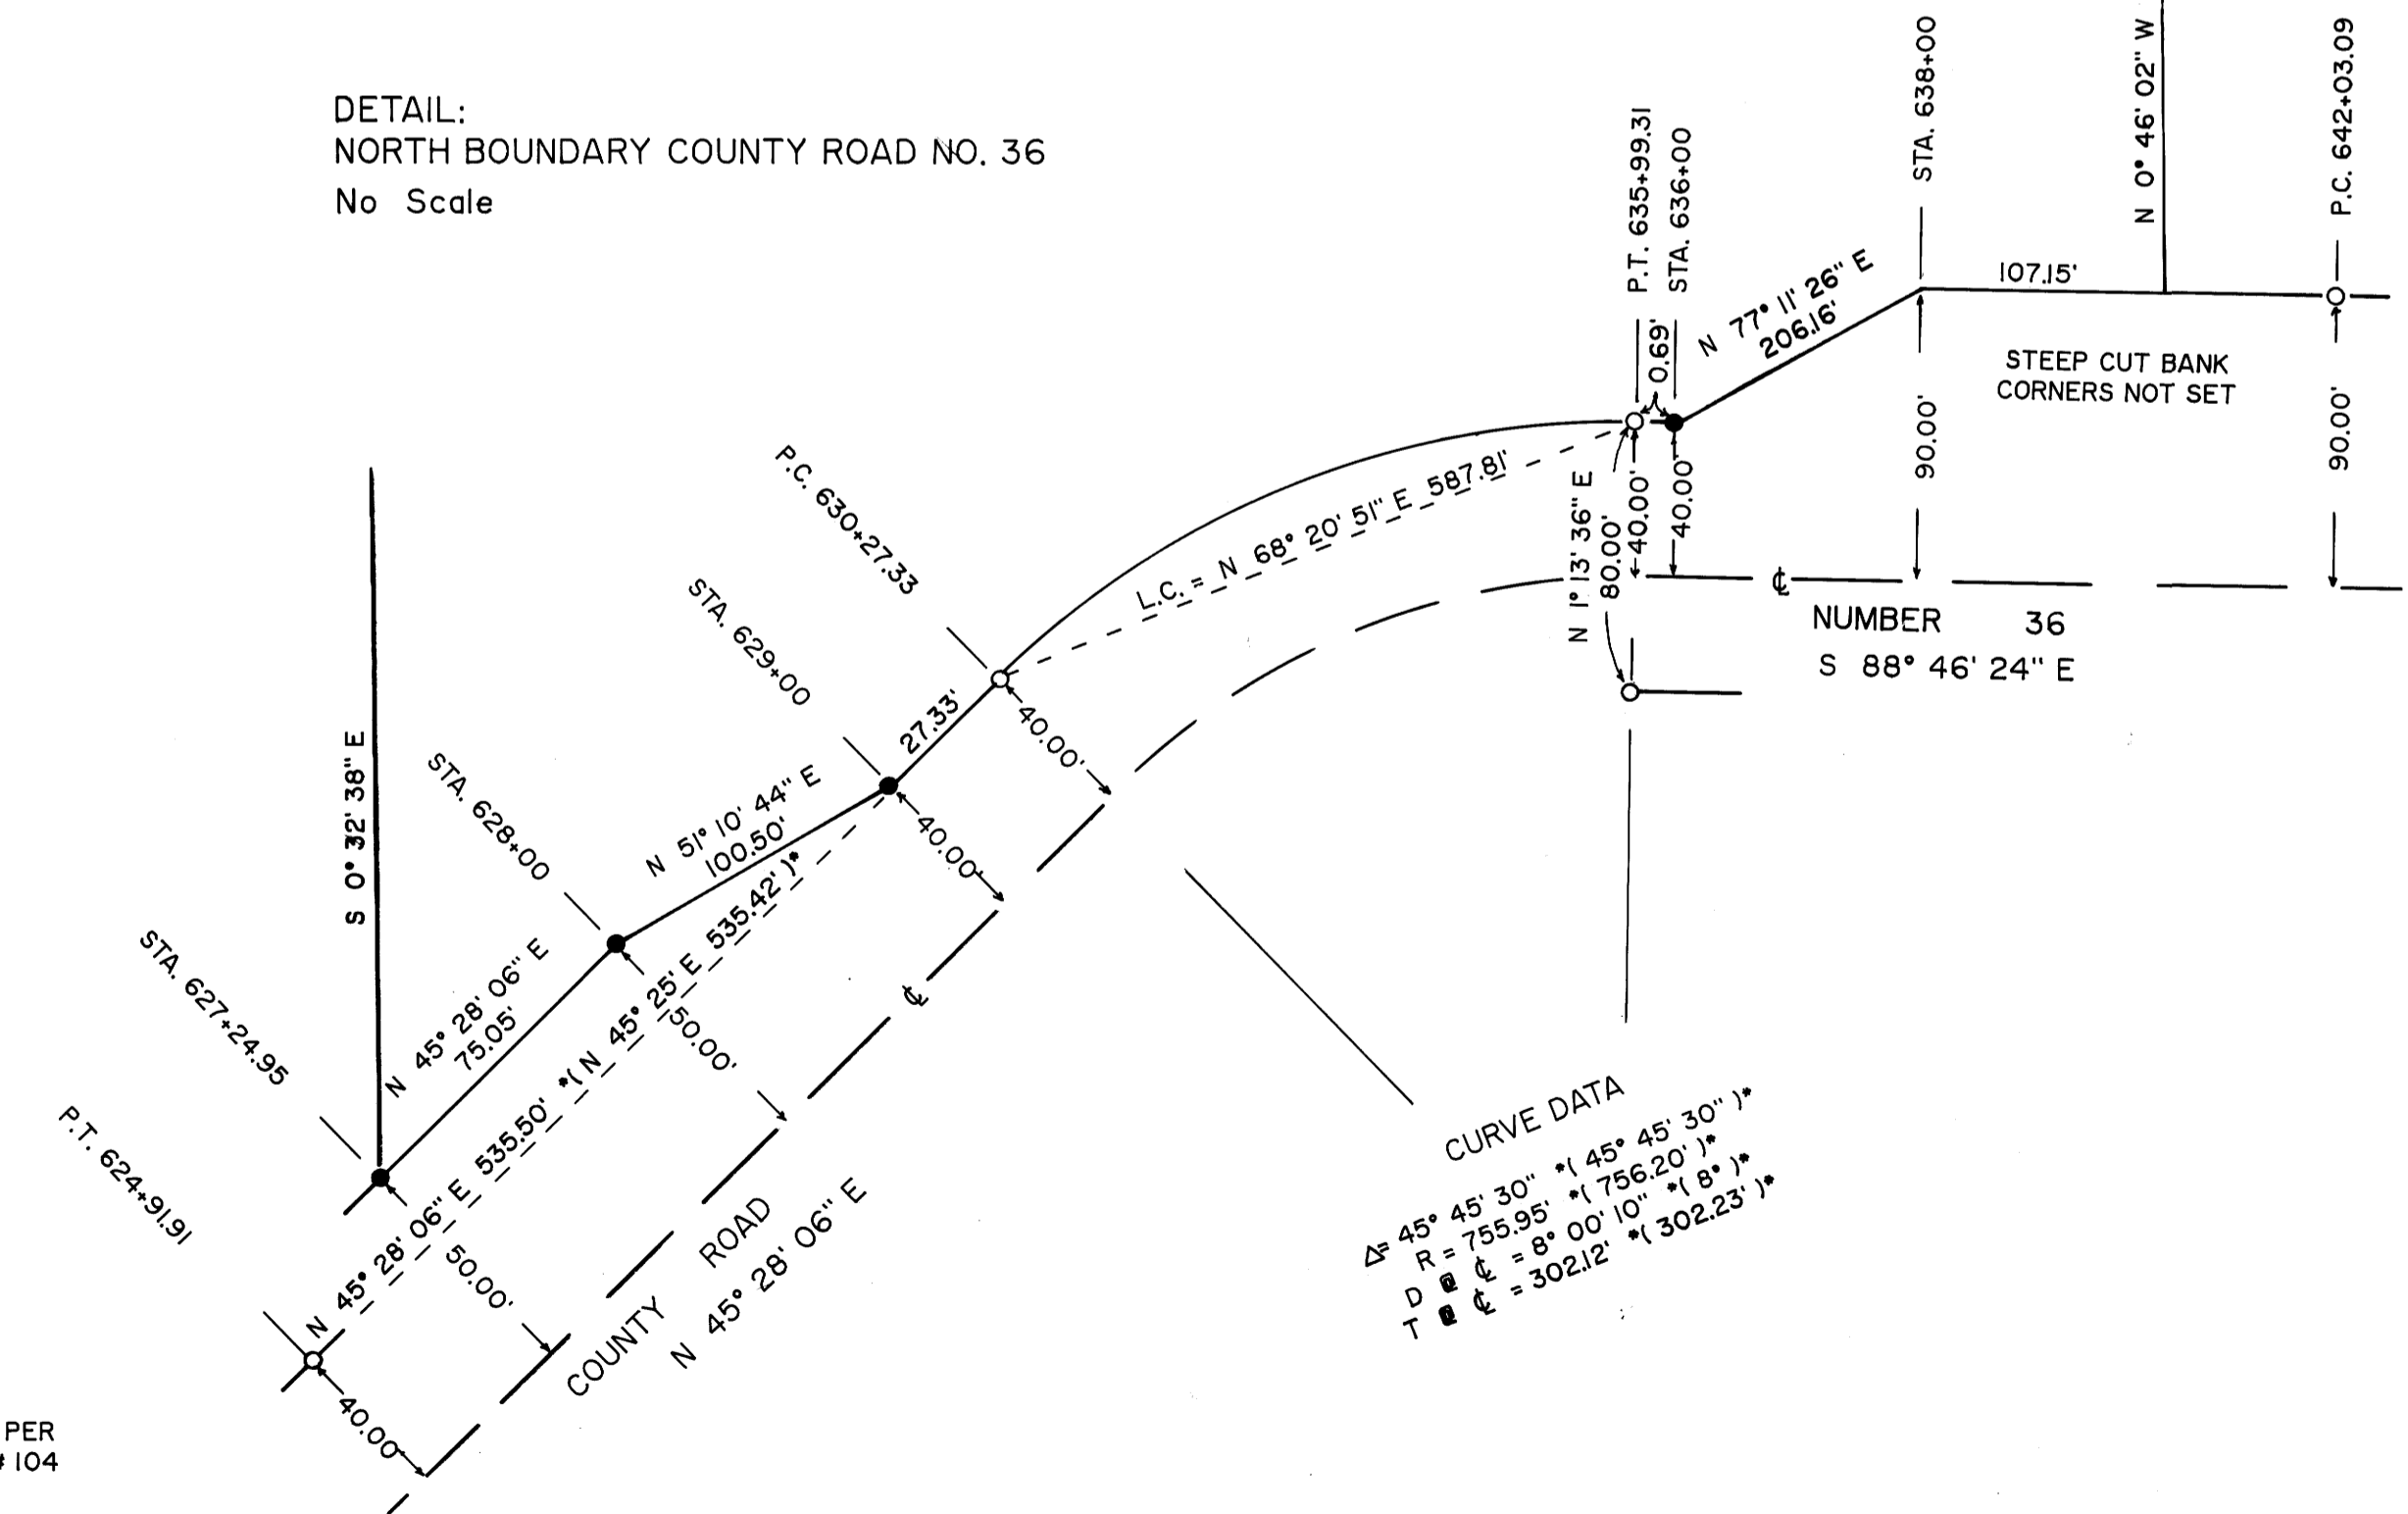 DETAIL:
NORTH BOUNDARY COUNTY ROAD NO. 36
No Scale
P.T. 635+99.31
STA. 636+00
STA. 638+00
N 0° 46' 02" W
P.C. 642+03.09
107.15'
N 77° 11' 26" E
206.16'
0.69'
STEEP CUT BANK
CORNERS NOT SET
90.00'
90.00'
P.C. 630+27.33
L.C. = N 68° 20' 51" E 587.81'
N 1° 13' 36" E
80.00'
40.00'
40.00'
℄
NUMBER 36
S 88° 46' 24" E
STA. 629+00
27.33'
40.00'
S 0° 32' 38" E
STA. 628+00
N 51° 10' 44" E
100.50'
40.00'
STA. 627+24.95
N 45° 28' 06" E
75.05'
50.00'
℄
P.T. 624+91.91
N 45° 28' 06" E 535.50' *(N 45° 25' E 535.42')*
50.00'
COUNTY ROAD
N 45° 28' 06" E
40.00
CURVE DATA
Δ= 45° 45' 30" *( 45° 45' 30" )*
R = 755.95' *( 756.20' )*
D @ ℄ = 8° 00' 10" *( 8° )*
T @ ℄ = 302.12' *( 302.23' )*
PER
#104